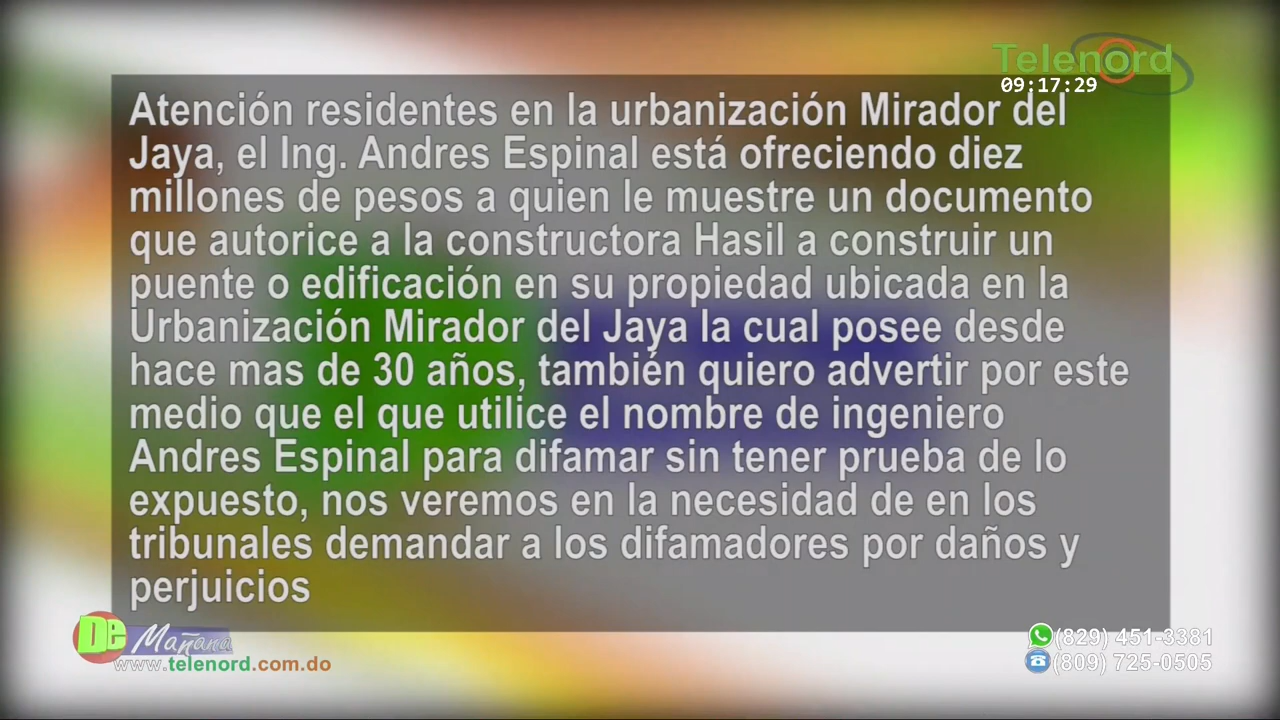 Telenord
09:17:29
Atención residentes en la urbanización Mirador del
Jaya, el Ing. Andres Espinal está ofreciendo diez
millones de pesos a quien le muestre un documento
que autorice a la constructora Hasil a construir un
puente o edificación en su propiedad ubicada en la
Urbanización Mirador del Jaya la cual posee desde
hace mas de 30 años, también quiero advertir por este
medio que el que utilice el nombre de ingeniero
Andres Espinal para difamar sin tener prueba de lo
expuesto, nos veremos en la necesidad de en los
tribunales demandar a los difamadores por daños y
perjuicios
De Mañana
www.telenord.com.do
(829) 451-3381
(809) 725-0505